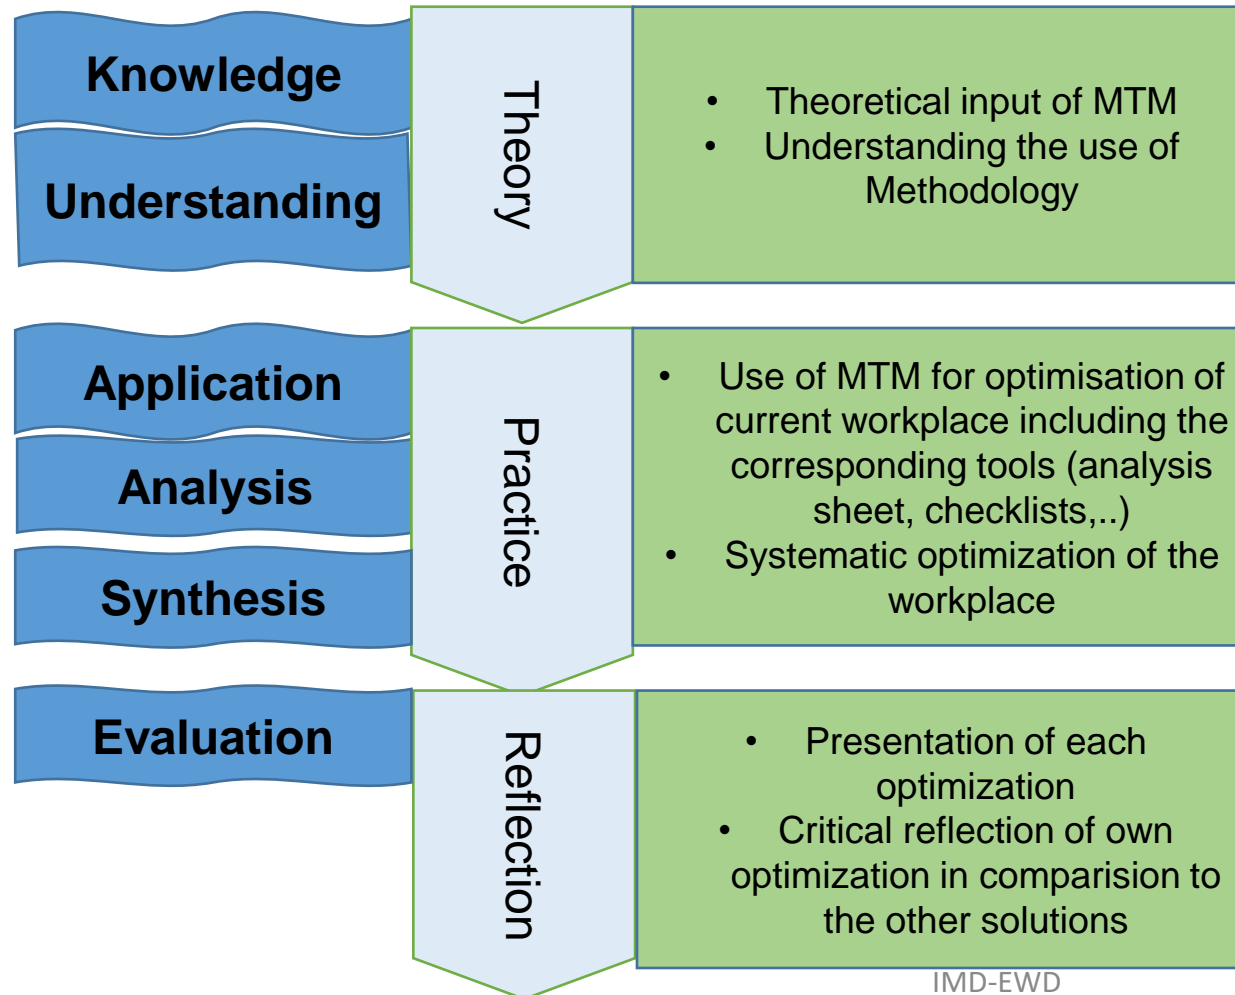 Knowledge
Understanding
Theory
• Theoretical input of MTM
• Understanding the use of
Methodology
Application
Analysis
Synthesis
Practice
• Use of MTM for optimisation of
current workplace including the
corresponding tools (analysis
sheet, checklists,..)
• Systematic optimization of the
workplace
Evaluation
Reflection
• Presentation of each
optimization
• Critical reflection of own
optimization in comparision to
the other solutions
IMD-EWD